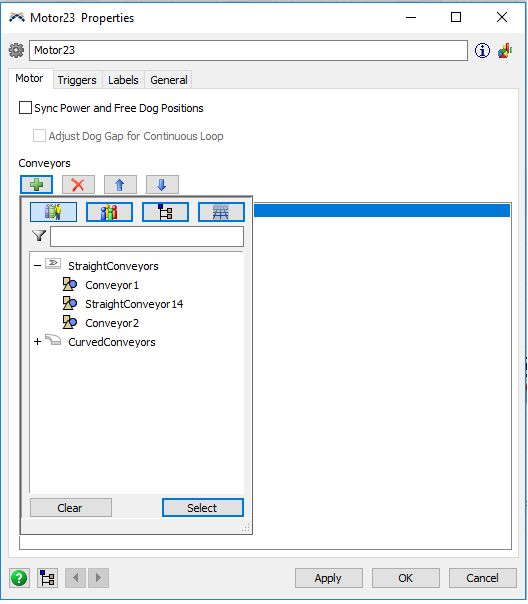 Motor23 Properties
Motor23
Motor Triggers Labels General
Sync Power and Free Dog Positions
Adjust Dog Gap for Continuous Loop
Conveyors
StraightConveyors
Conveyor1
StraightConveyor14
Conveyor2
CurvedConveyors
Clear Select
Apply OK Cancel